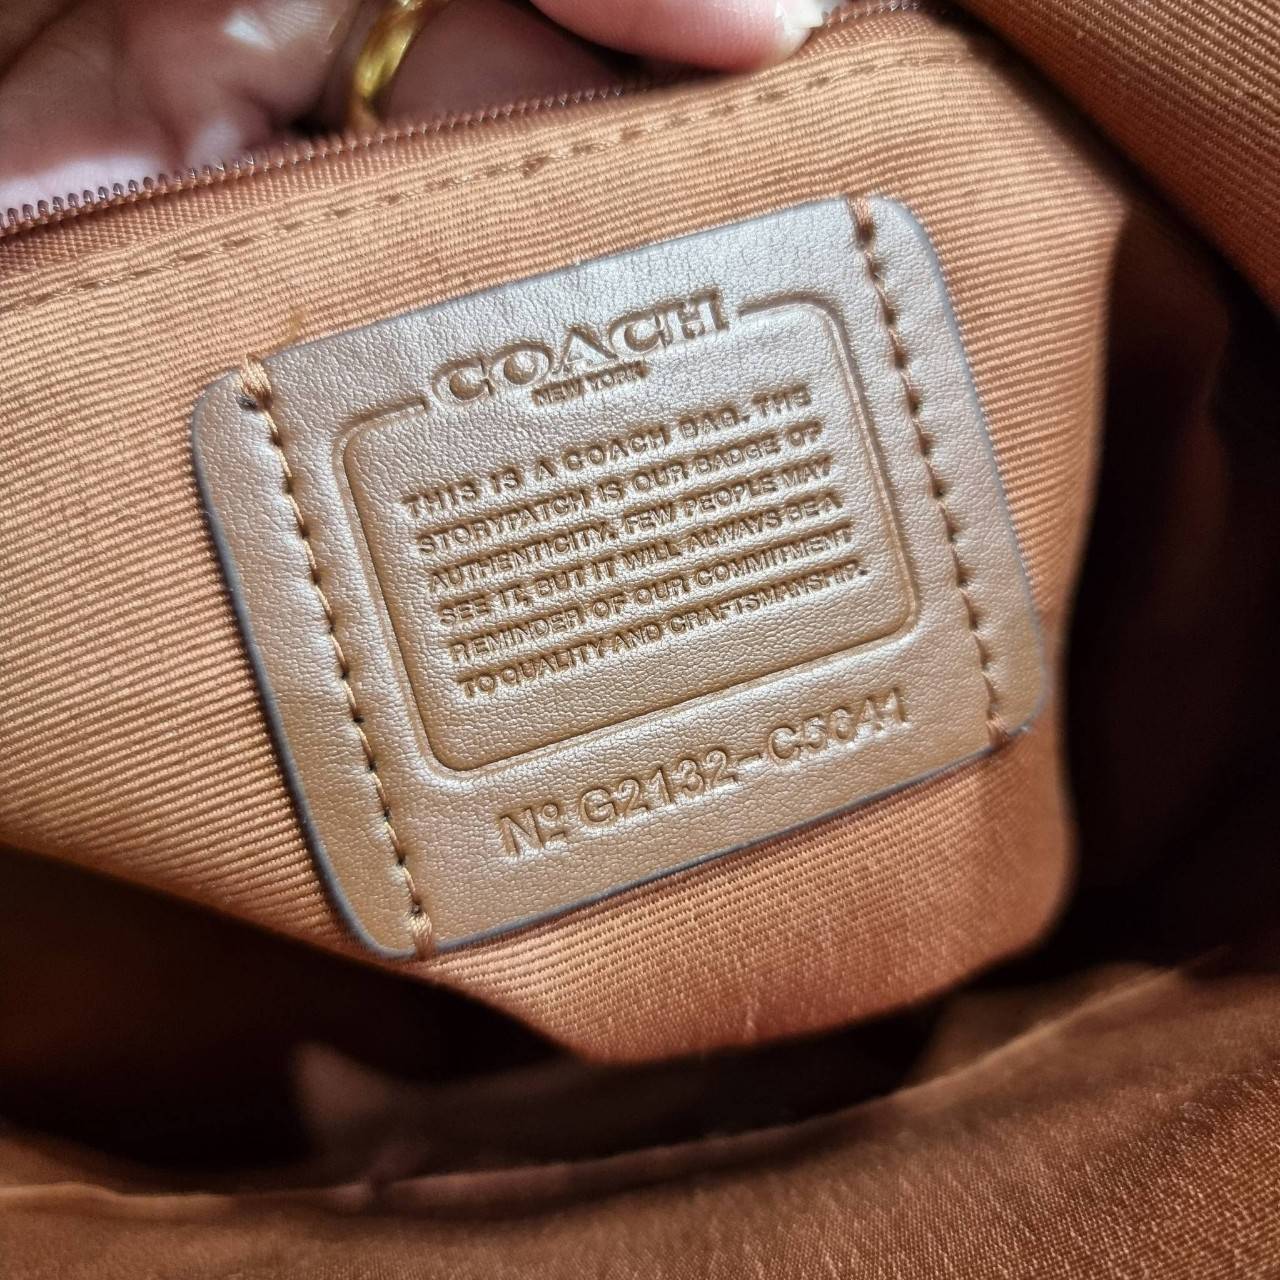 COACH
NEW YORK
THIS IS A COACH BAG. THE
STORYPATCH IS OUR BADGE OF
AUTHENTICITY. FEW PEOPLE MAY
SEE IT, BUT IT WILL ALWAYS BE A
REMINDER OF OUR COMMITMENT
TO QUALITY AND CRAFTSMANSHIP.
Nº G2132-C5041